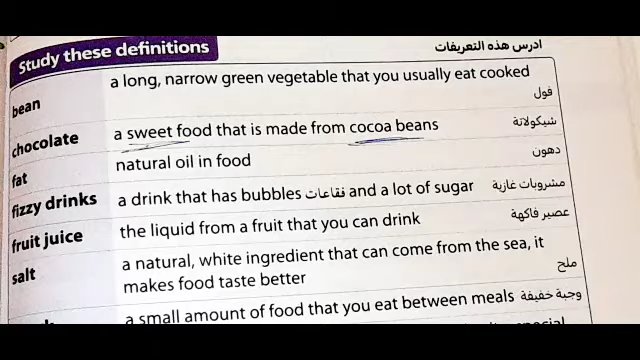 Study these definitions
ادرس هذه التعريفات
bean a long, narrow green vegetable that you usually eat cooked
فول
chocolate a sweet food that is made from cocoa beans شيكولاتة
fat natural oil in food دهون
fizzy drinks a drink that has bubbles فقاعات and a lot of sugar مشروبات غازية
fruit juice the liquid from a fruit that you can drink عصير فاكهة
salt a natural, white ingredient that can come from the sea, it
makes food taste better ملح
a small amount of food that you eat between meals وجبة خفيفة
special